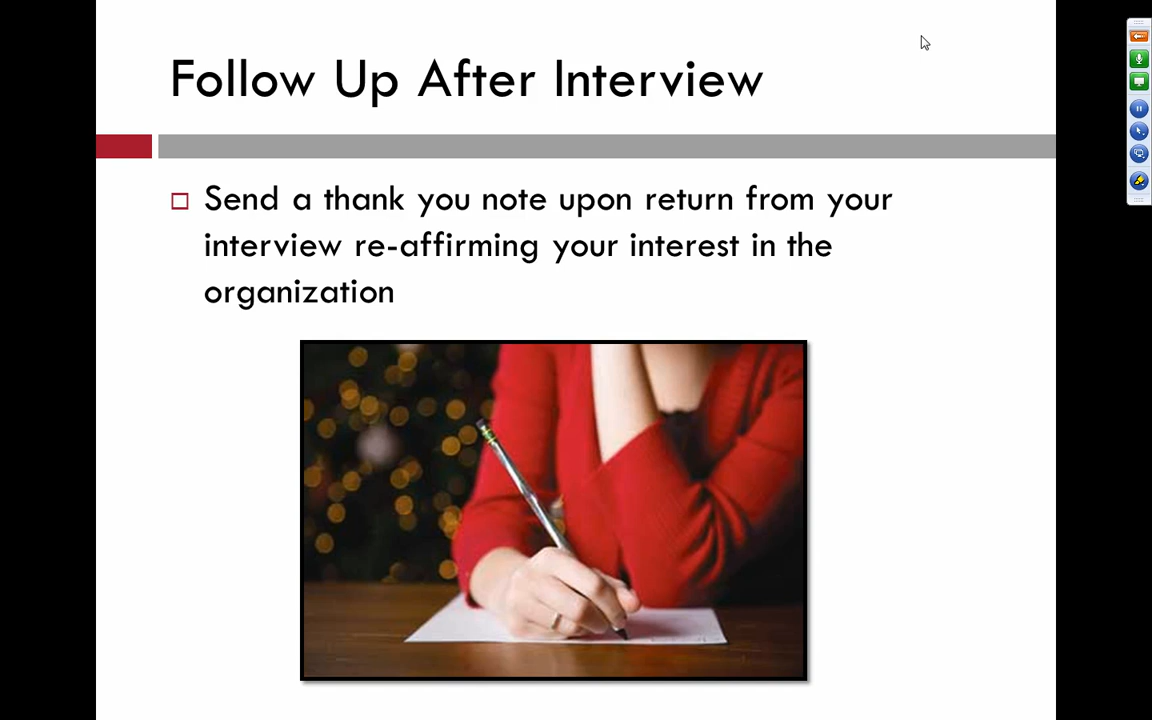 Follow Up After Interview
Send a thank you note upon return from your
interview re-affirming your interest in the
organization